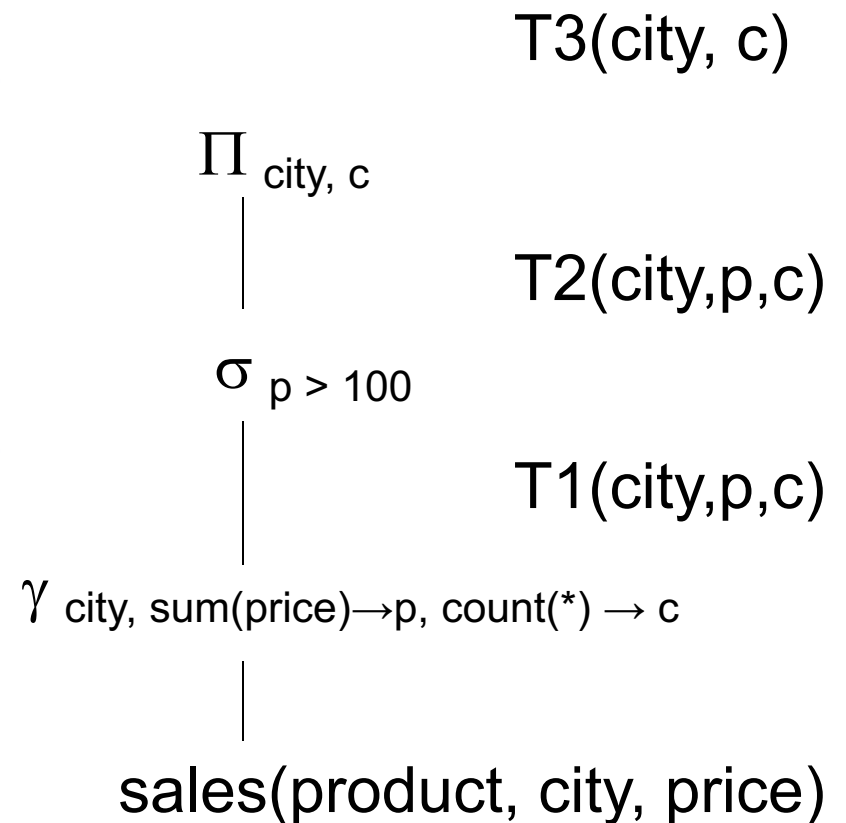 T3(city, c)
Π city, c
T2(city,p,c)
σ p > 100
T1(city,p,c)
γ city, sum(price)→p, count(*) → c
sales(product, city, price)